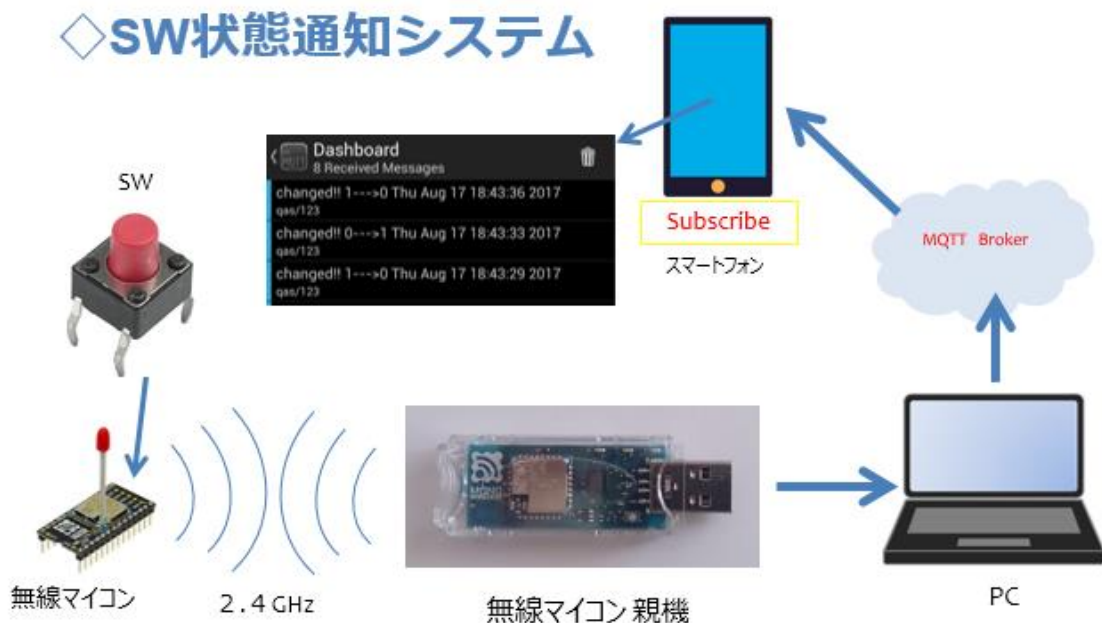 ◇SW状態通知システム
Dashboard
8 Received Messages
changed!! 1--->0 Thu Aug 17 18:43:36 2017
qas/123
changed!! 0--->1 Thu Aug 17 18:43:33 2017
qas/123
changed!! 1--->0 Thu Aug 17 18:43:29 2017
qas/123
SW
Subscribe
スマートフォン
MQTT Broker
無線マイコン
2.4 GHz
無線マイコン 親機
PC